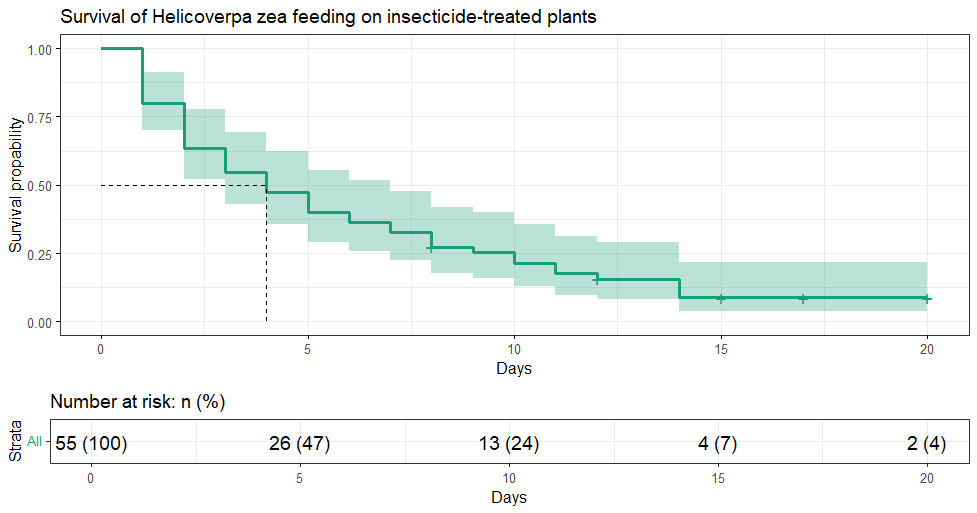 Survival of Helicoverpa zea feeding on insecticide-treated plants
Survival propability
1.00
0.75
0.50
0.25
0.00
0 5 10 15 20
Days
Number at risk: n (%)
Strata
All 55 (100) 26 (47) 13 (24) 4 (7) 2 (4)
0 5 10 15 20
Days